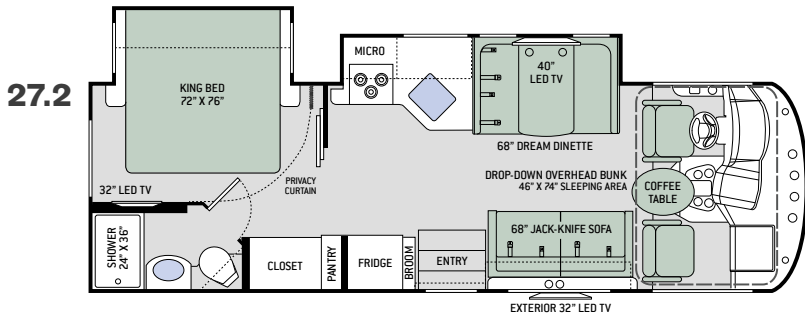 27.2
MICRO
KING BED
72" X 76"
40"
LED TV
68" DREAM DINETTE
32" LED TV
PRIVACY
CURTAIN
DROP-DOWN OVERHEAD BUNK
46" X 74" SLEEPING AREA
COFFEE
TABLE
SHOWER
24" X 36"
CLOSET
PANTRY
FRIDGE
BROOM
ENTRY
68" JACK-KNIFE SOFA
EXTERIOR 32" LED TV